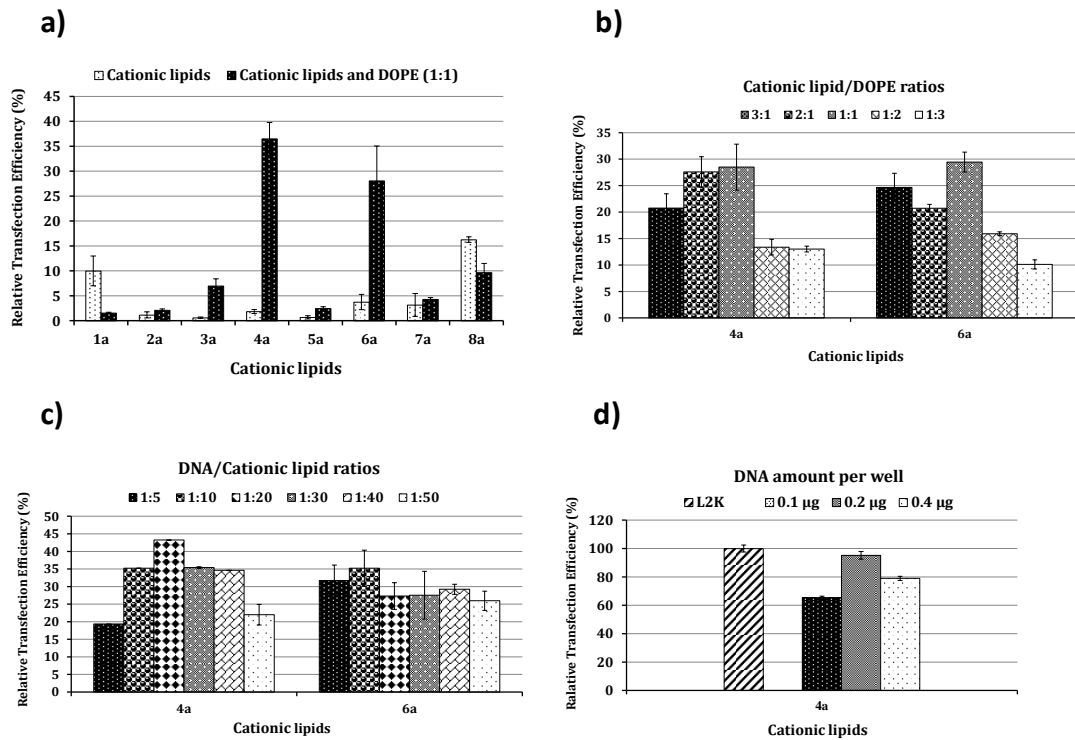 a)
Cationic lipids Cationic lipids and DOPE (1:1)
Relative Transfection Efficiency (%)
45
40
35
30
25
20
15
10
5
0
1a 2a 3a 4a 5a 6a 7a 8a
Cationic lipids
b)
Cationic lipid/DOPE ratios
3:1 2:1 1:1 1:2 1:3
Relative Transfection Efficiency (%)
35
30
25
20
15
10
5
0
4a 6a
Cationic lipids
c)
DNA/Cationic lipid ratios
1:5 1:10 1:20 1:30 1:40 1:50
Relative Transfection Efficiency (%)
50
45
40
35
30
25
20
15
10
5
0
4a 6a
Cationic lipids
d)
DNA amount per well
L2K 0.1 µg 0.2 µg 0.4 µg
Ralative Transfection Efficiency (%)
120
100
80
60
40
20
0
4a
Cationic lipids